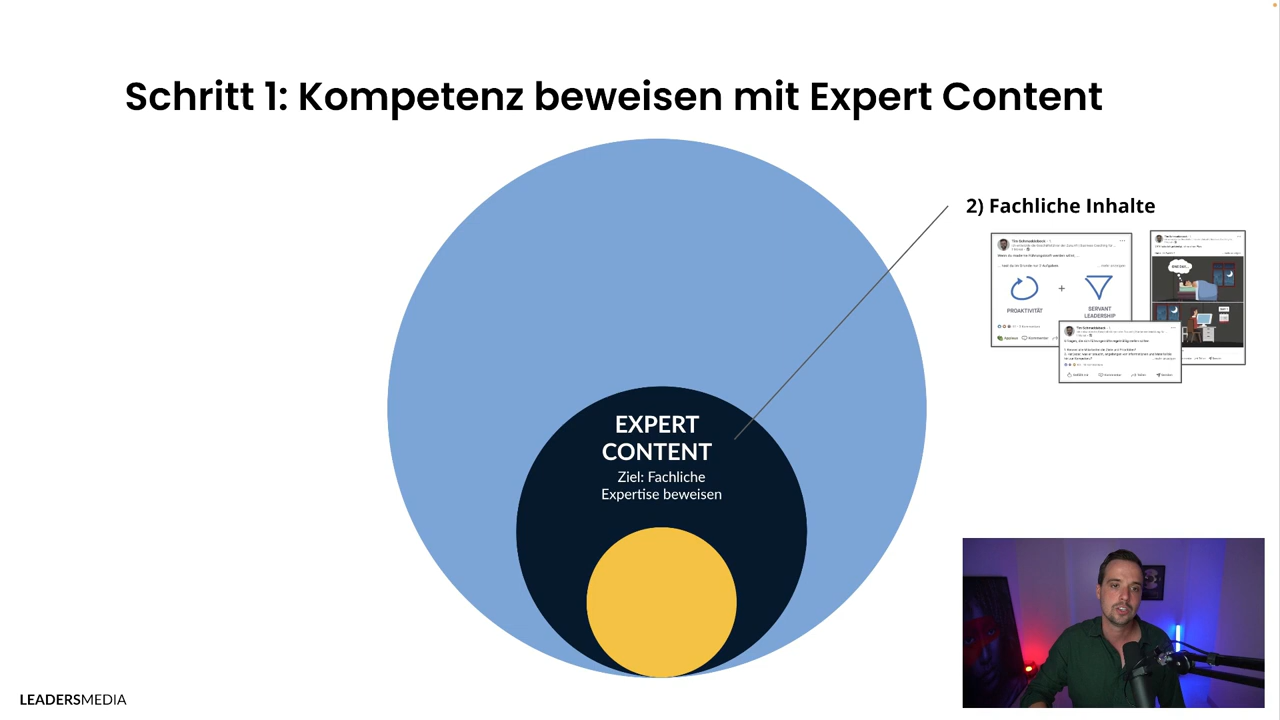 Schritt 1: Kompetenz beweisen mit Expert Content
2) Fachliche Inhalte
PROAKTIVITÄT
+
SERVANT
LEADERSHIP
EXPERT
CONTENT
Ziel: Fachliche
Expertise beweisen
LEADERSMEDIA